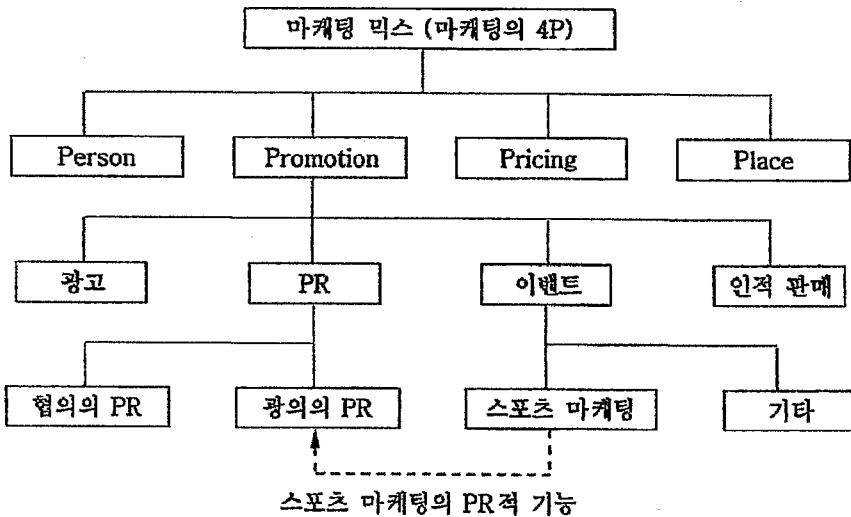 마케팅 믹스 (마케팅의 4P)
Person Promotion Pricing Place
광고 PR 이벤트 인적 판매
협의의 PR 광의의 PR 스포츠 마케팅 기타
스포츠 마케팅의 PR적 기능